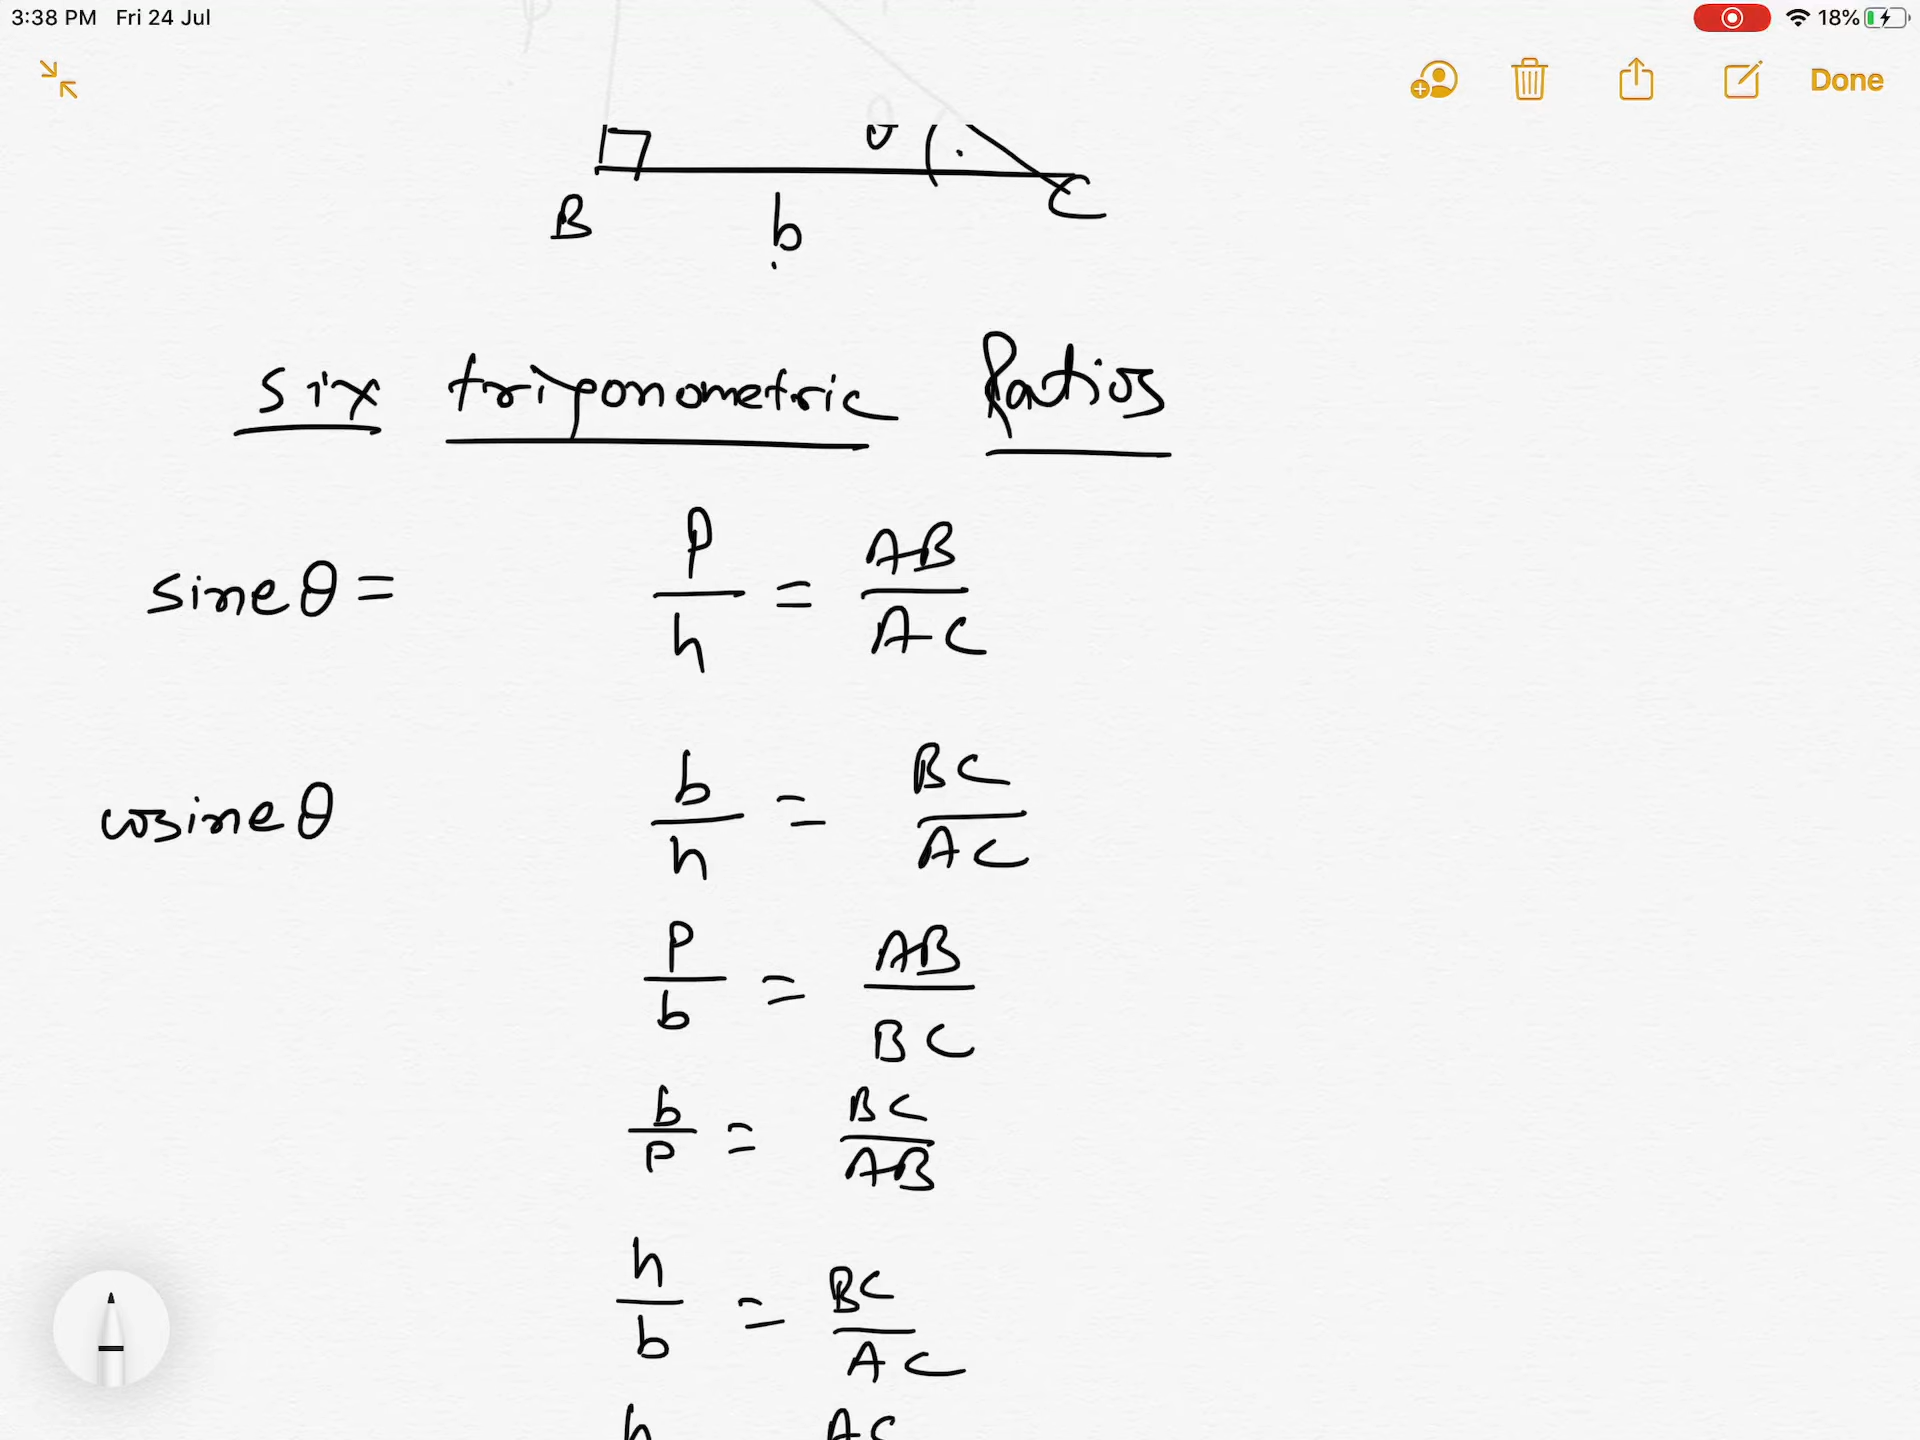 3:38 PM Fri 24 Jul 18%
Done
θ
B b C
six trigonometric Ratios
sine θ = P/h = AB/AC
cosine θ b/h = BC/AC
P/b = AB/BC
b/P = BC/AB
h/b = BC/AC
h AC